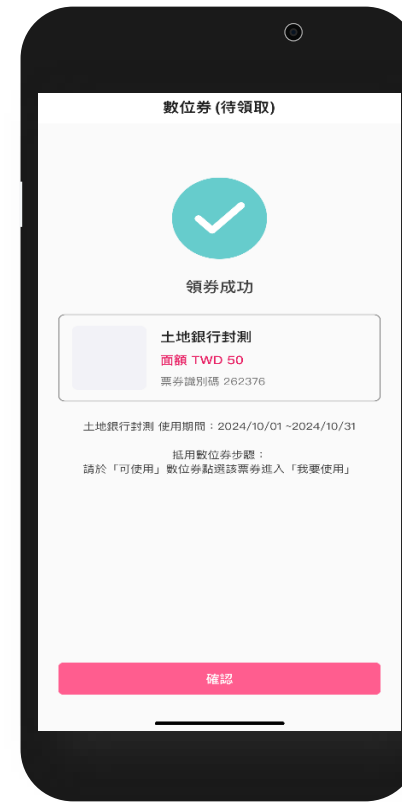 數位券 (待領取)
領券成功
土地銀行封測
面額 TWD 50
票券識別碼 262376
土地銀行封測 使用期間：2024/10/01 ~2024/10/31
抵用數位券步驟：
請於「可使用」數位券點選該票券進入「我要使用」
確認